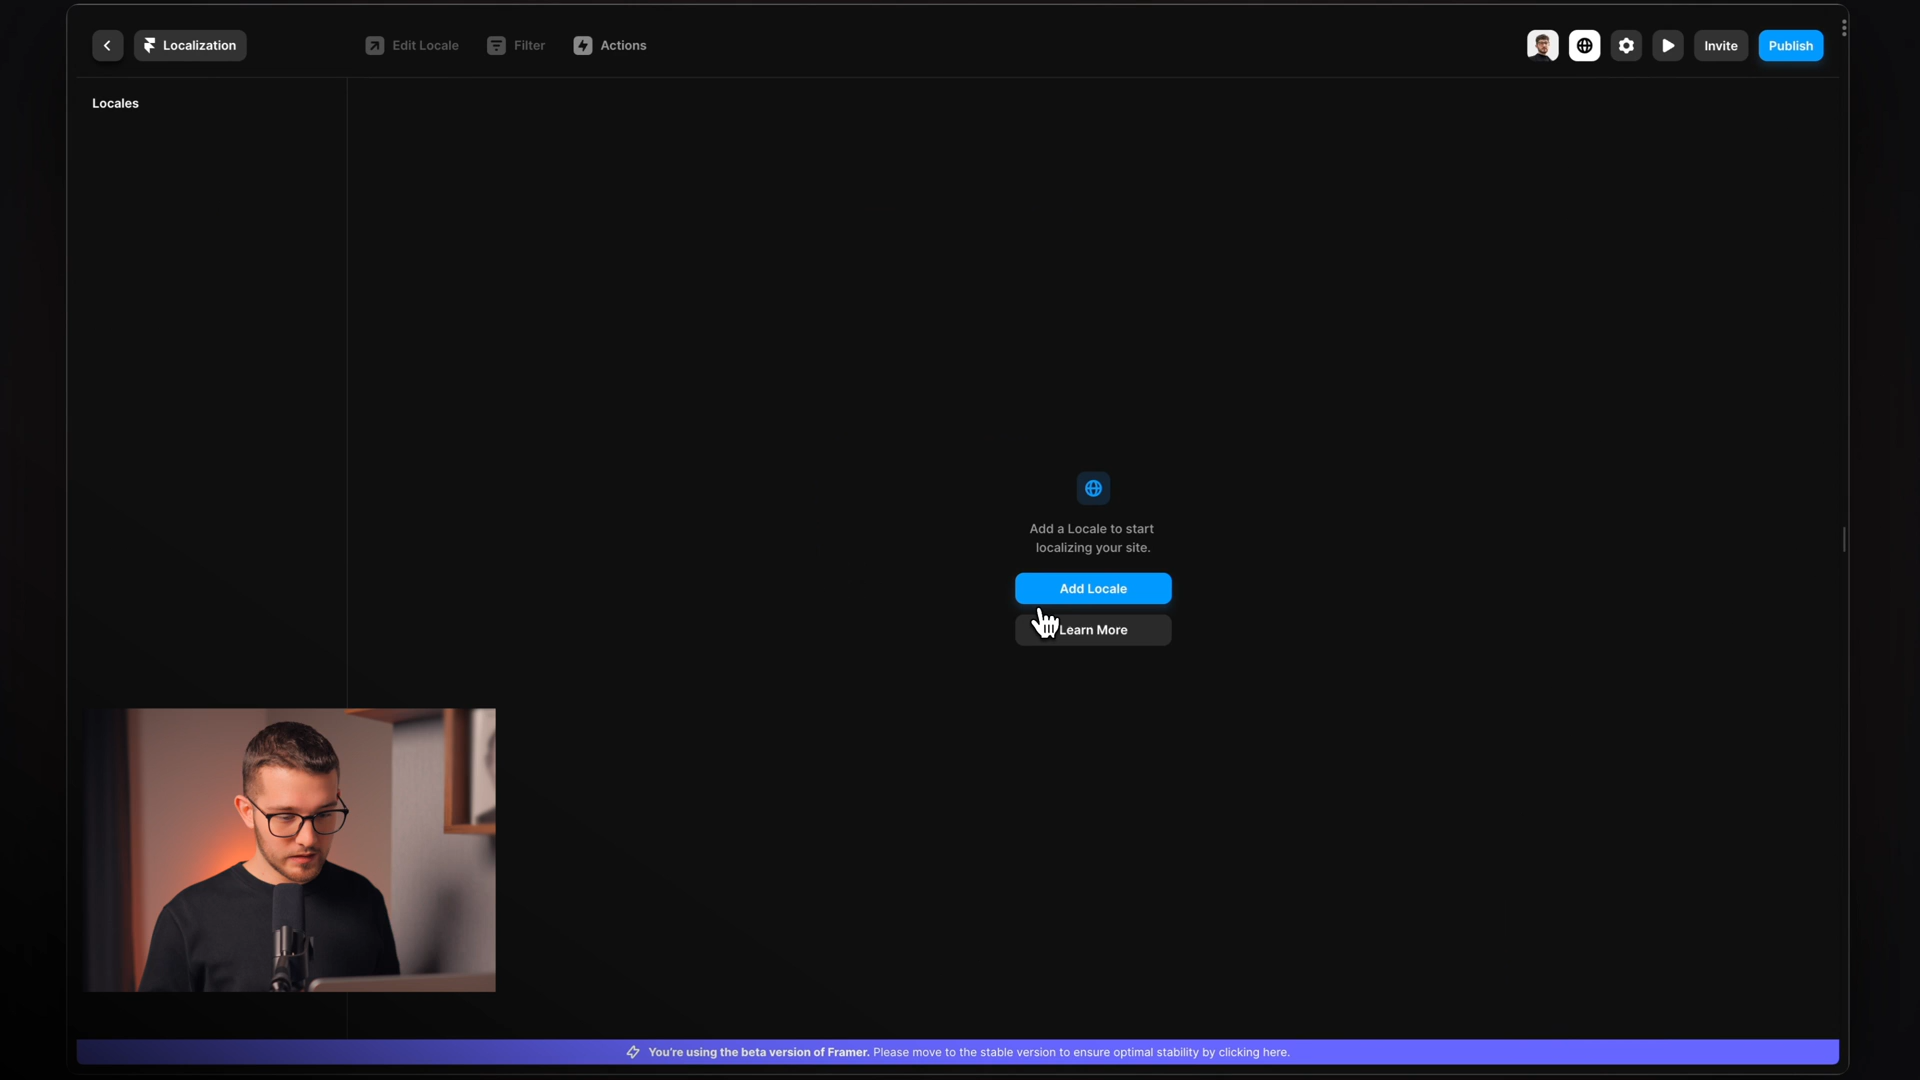 Localization
Edit Locale
Filter
Actions
Invite
Publish
Locales
Add a Locale to start
localizing your site.
Add Locale
Learn More
You're using the beta version of Framer. Please move to the stable version to ensure optimal stability by clicking here.